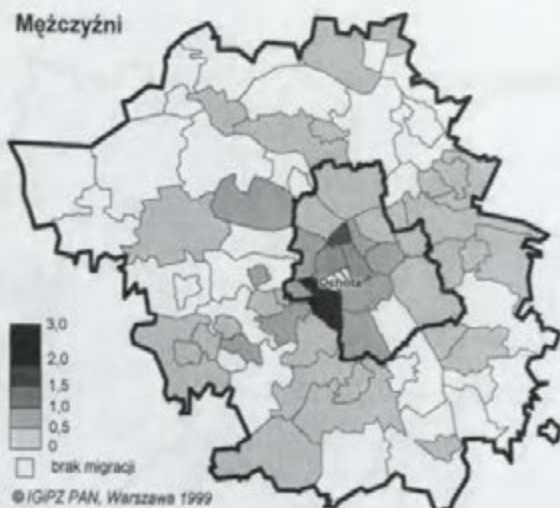 Mężczyźni
Ochota
3,0
2,0
1,5
1,0
0,5
0
brak migracji
© IGiPZ PAN, Warszawa 1999